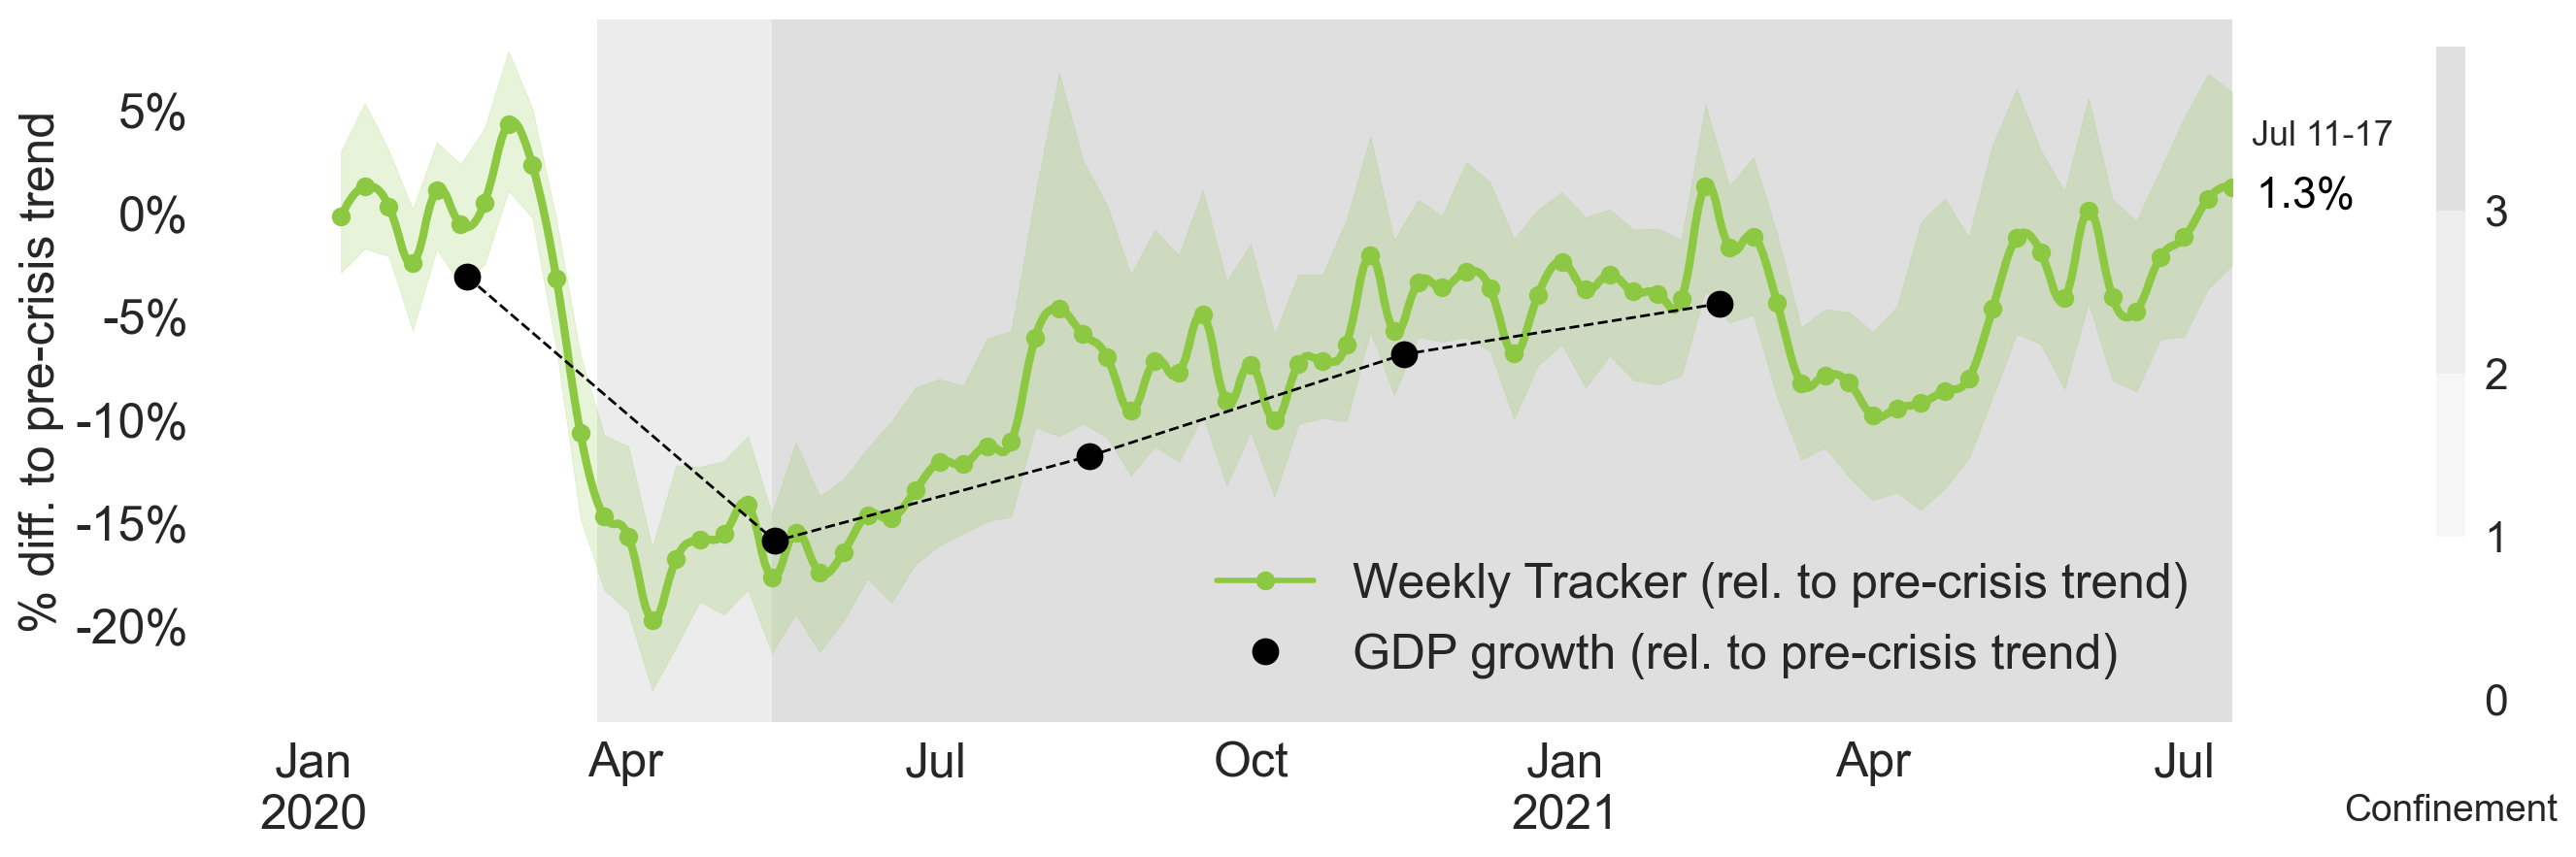 % diff. to pre-crisis trend
5%
0%
-5%
-10%
-15%
-20%
Jul 11-17
1.3%
Weekly Tracker (rel. to pre-crisis trend)
GDP growth (rel. to pre-crisis trend)
Jan
2020
Apr
Jul
Oct
Jan
2021
Apr
Jul
3
2
1
0
Confinement